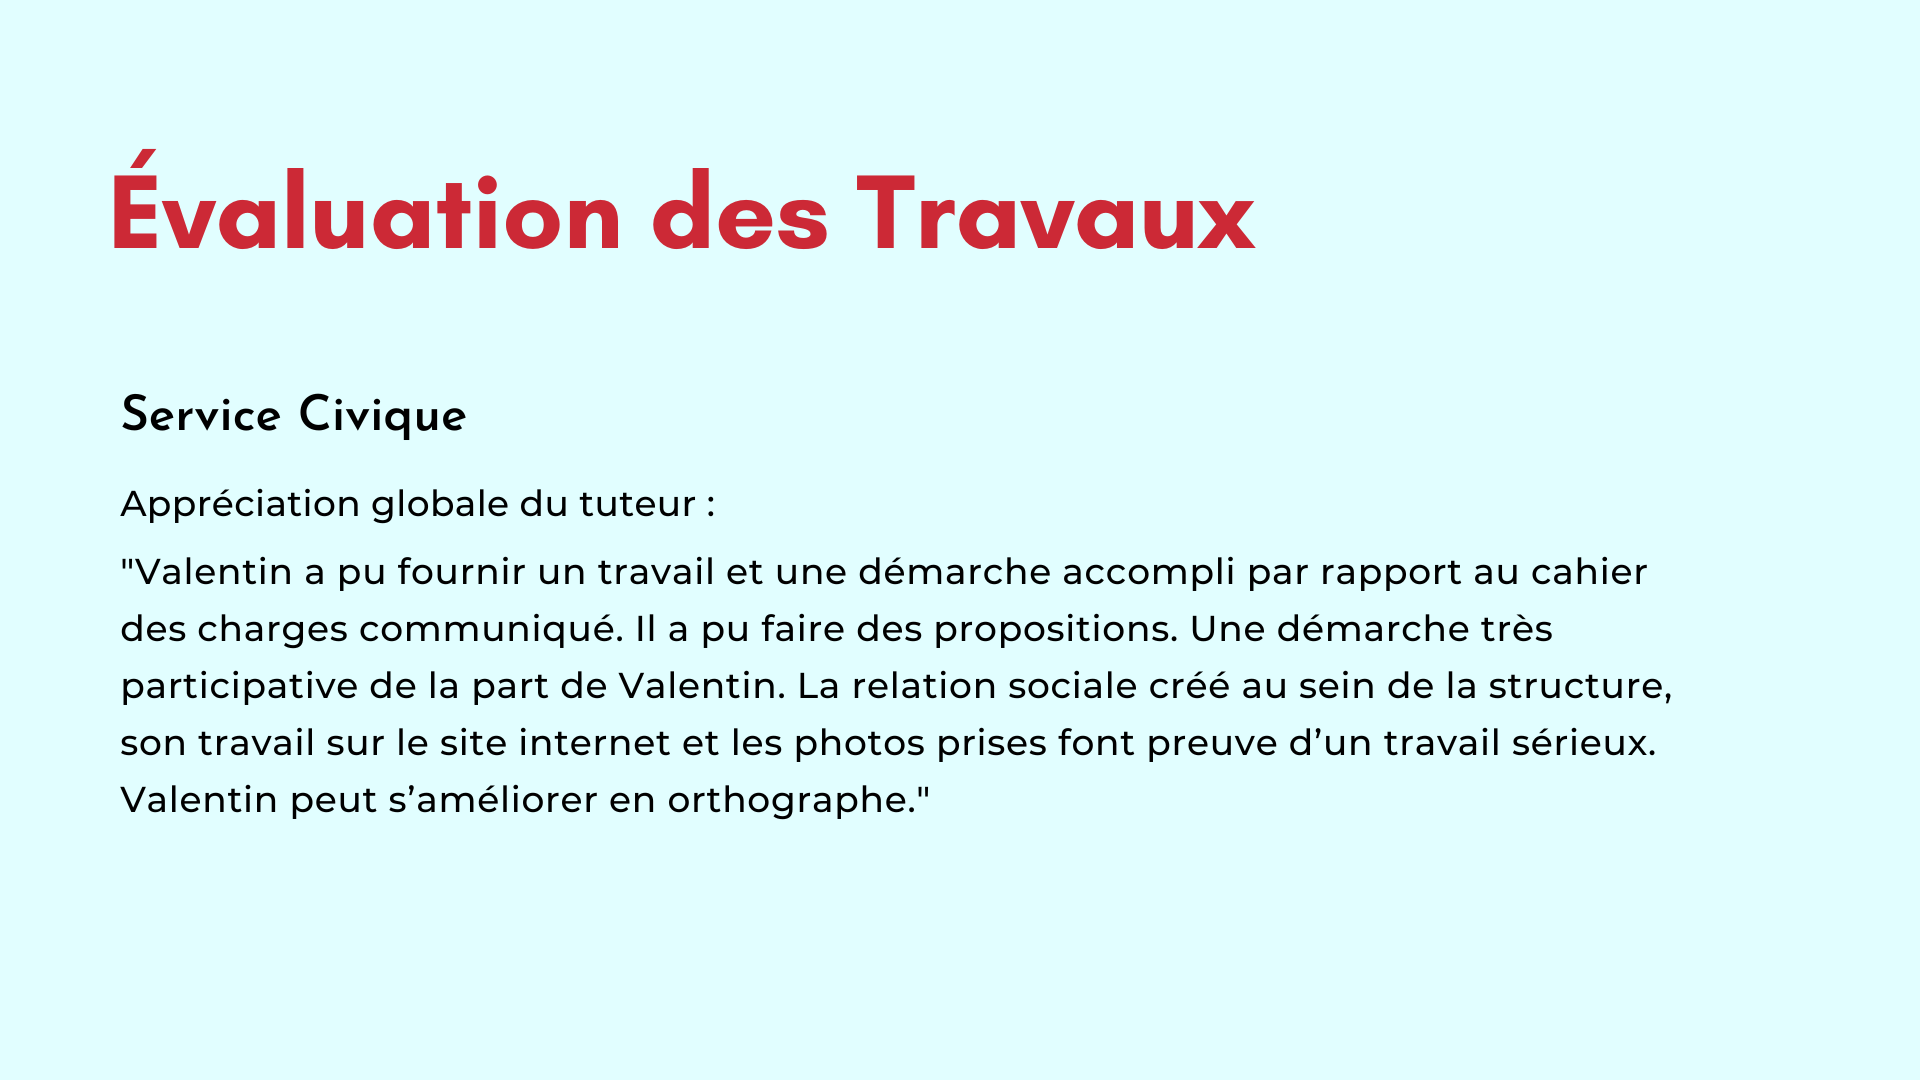 Évaluation des Travaux
Service Civique
Appréciation globale du tuteur :
"Valentin a pu fournir un travail et une démarche accompli par rapport au cahier
des charges communiqué. Il a pu faire des propositions. Une démarche très
participative de la part de Valentin. La relation sociale créé au sein de la structure,
son travail sur le site internet et les photos prises font preuve d’un travail sérieux.
Valentin peut s’améliorer en orthographe."